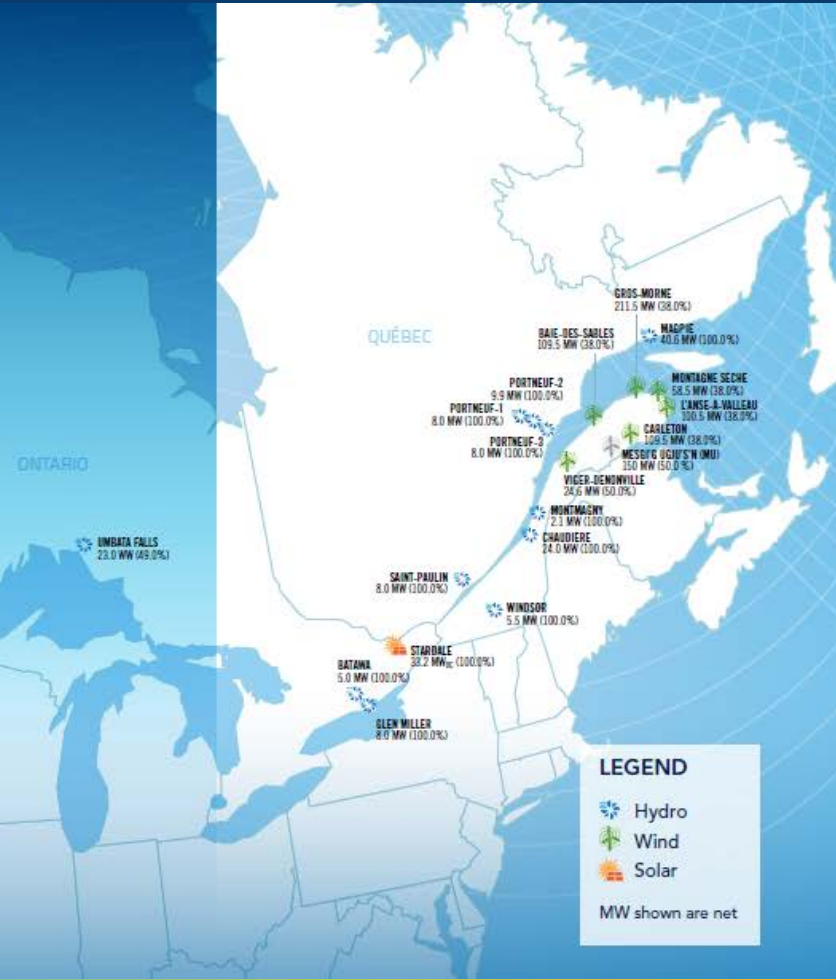 GROS-MORNE
211.5 MW (38.0%)
MAGPIE
40.6 MW (100.0%)
BAIE-DES-SABLES
109.5 MW (38.0%)
QUÉBEC
MONTAGNE SÈCHE
58.5 MW (38.0%)
PORTNEUF-2
9.9 MW (100.0%)
L'ANSE-À-VALLEAU
100.5 MW (38.0%)
PORTNEUF-1
8.0 MW (100.0%)
CARLETON
109.5 MW (38.0%)
PORTNEUF-3
8.0 MW (100.0%)
MESGI'G UGJU'S'N (MU)
150 MW (50.0 %)
ONTARIO
VIGER-DENONVILLE
24.6 MW (50.0%)
MONTMAGNY
2.1 MW (100.0%)
CHAUDIÈRE
24.0 MW (100.0%)
UMBATA FALLS
23.0 MW (49.0%)
SAINT-PAULIN
8.0 MW (100.0%)
WINDSOR
5.5 MW (100.0%)
STARDALE
33.2 MWDC (100.0%)
BATAWA
5.0 MW (100.0%)
GLEN MILLER
8.0 MW (100.0%)
LEGEND
Hydro
Wind
Solar
MW shown are net